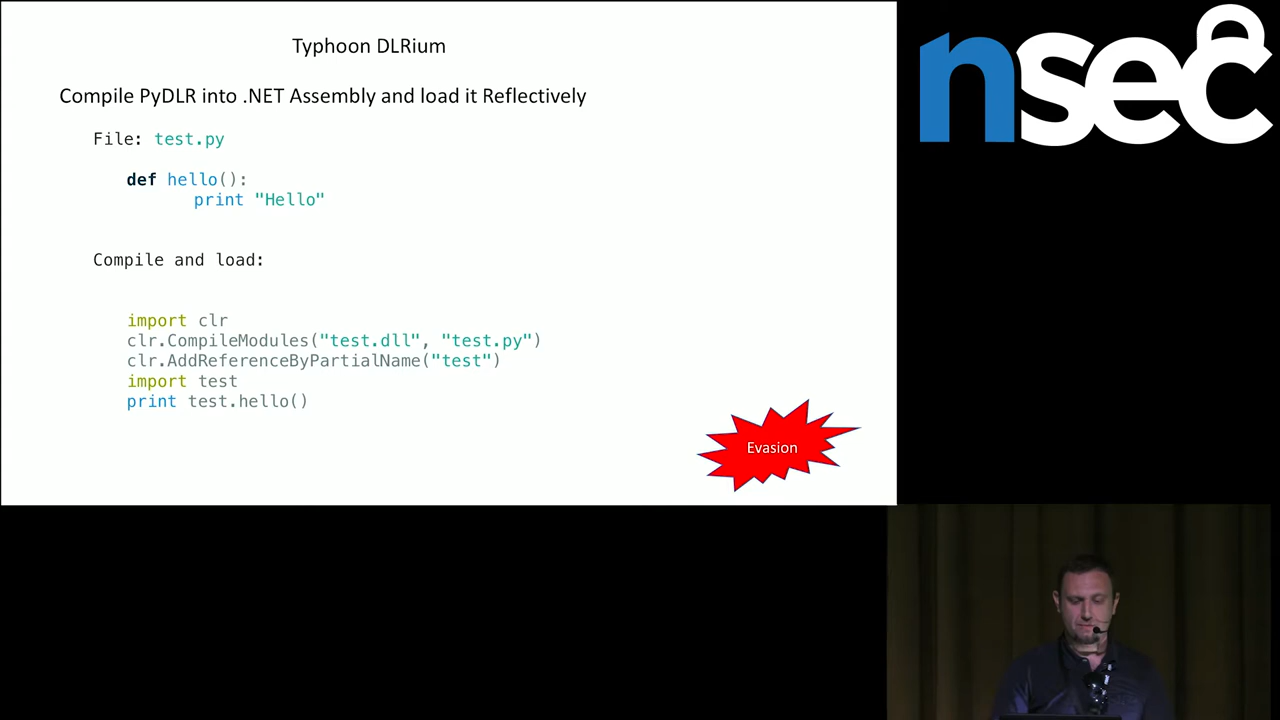 Typhoon DLRium
Compile PyDLR into .NET Assembly and load it Reflectively
File: test.py
def hello():
print "Hello"
Compile and load:
import clr
clr.CompileModules("test.dll", "test.py")
clr.AddReferenceByPartialName("test")
import test
print test.hello()
Evasion
nsec